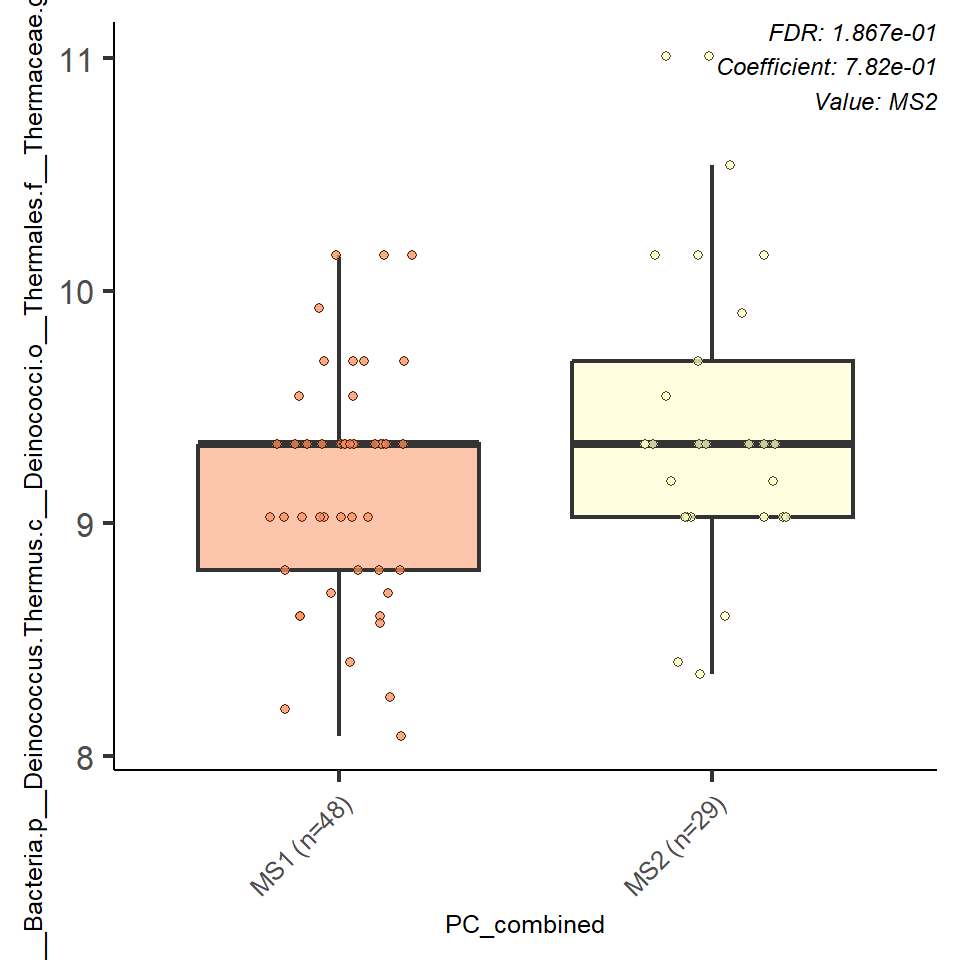 FDR: 1.867e-01
Coefficient: 7.82e-01
Value: MS2
11
10
9
8
__Bacteria.p__Deinococcus.Thermus.c__Deinococci.o__Thermales.f__Thermaceae.g
MS1 (n=48)
MS2 (n=29)
PC_combined